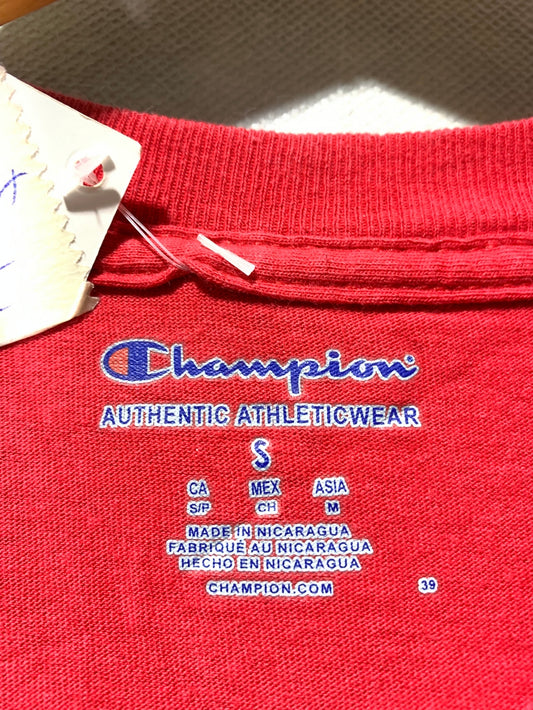 Champion
AUTHENTIC ATHLETICWEAR
S
CA MEX ASIA
S/P CH M
MADE IN NICARAGUA
FABRIQUÉ AU NICARAGUA
HECHO EN NICARAGUA
CHAMPION.COM 39